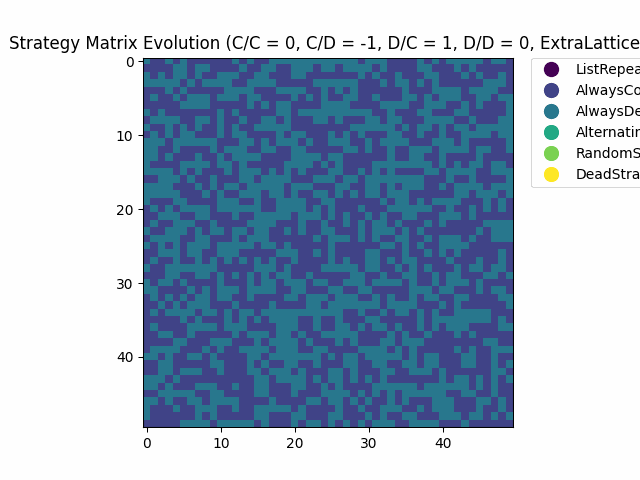 Strategy Matrix Evolution (C/C = 0, C/D = -1, D/C = 1, D/D = 0, ExtraLattice
0
10
20
30
40
0
10
20
30
40
ListRepea
AlwaysCo
AlwaysDe
Alternatin
RandomS
DeadStra